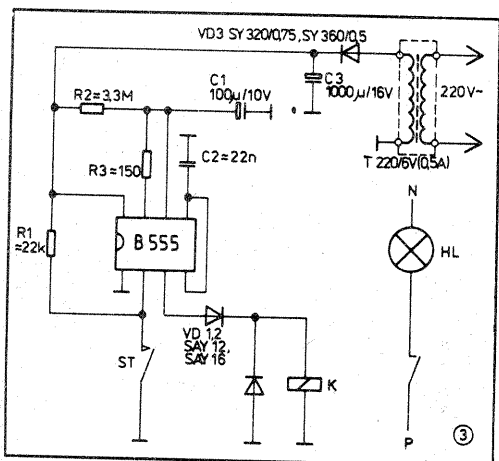 VD3 SY 320/0,75, SY 360/0,5
C1
100µ/10V
C3
1000µ/16V
220V~
R2≈3,3M
T 220/6V(0,5A)
R3≈150
C2≈22n
N
R1
≈22k
B 555
HL
VD 1,2
SAY 12,
SAY 16
ST
K
P
3